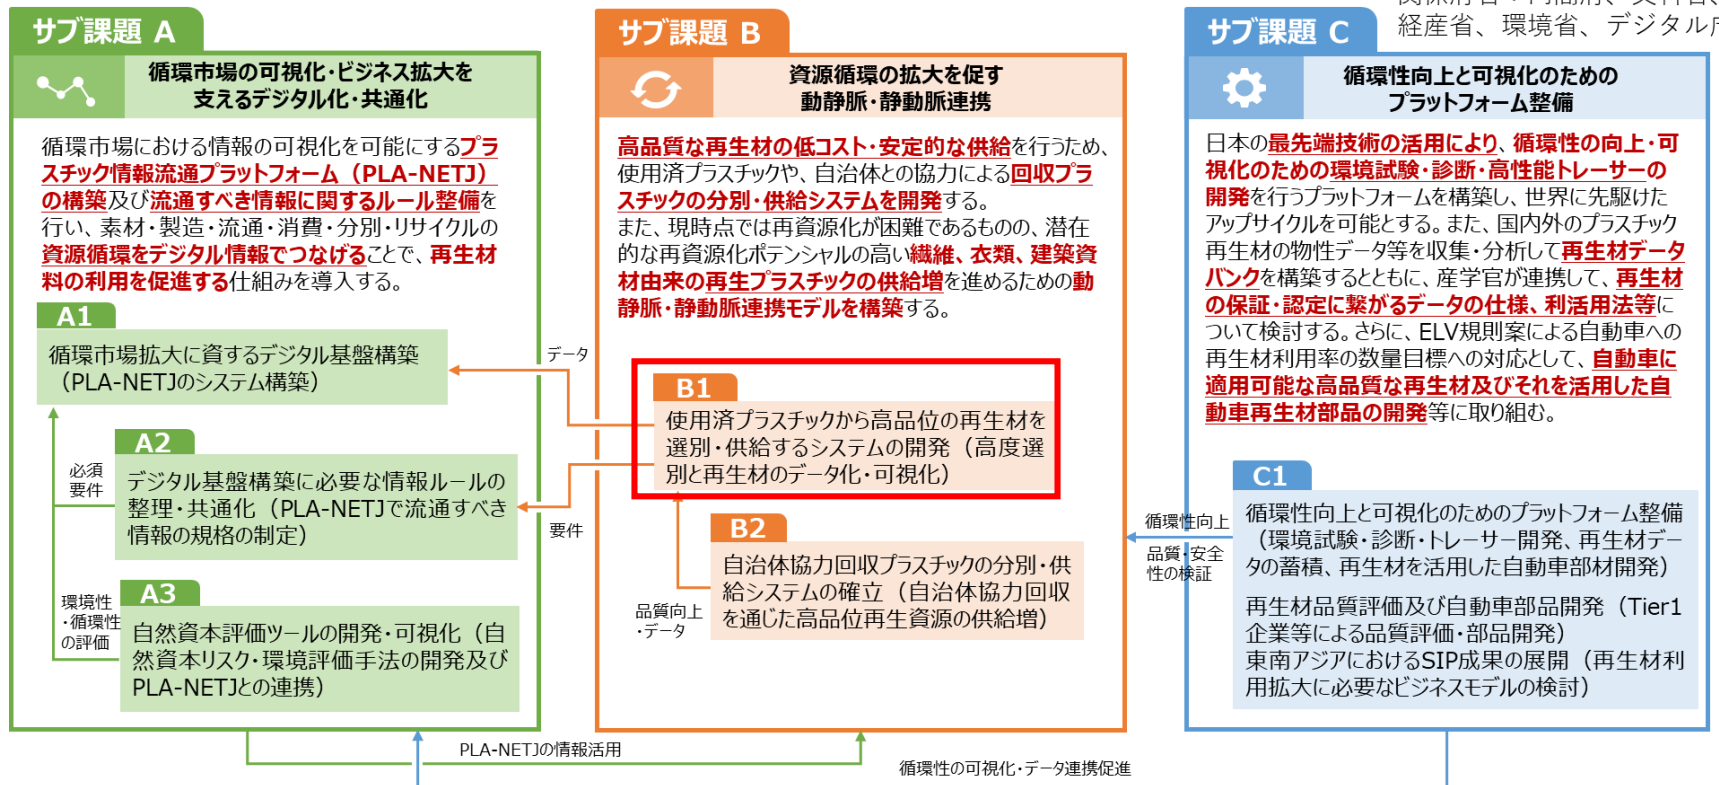 経産省、環境省、デジタル
サブ課題 A
循環市場の可視化・ビジネス拡大を
支えるデジタル化・共通化
循環市場における情報の可視化を可能にするプラ
スチック情報流通プラットフォーム（PLA-NETJ）
の構築及び流通すべき情報に関するルール整備を
行い、素材・製造・流通・消費・分別・リサイクルの
資源循環をデジタル情報でつなげることで、再生材
料の利用を促進する仕組みを導入する。
A1
循環市場拡大に資するデジタル基盤構築
（PLA-NETJのシステム構築）
A2
必須
要件
デジタル基盤構築に必要な情報ルールの
整理・共通化（PLA-NETJで流通すべき
情報の規格の制定）
A3
環境性
・循環性
の評価
自然資本評価ツールの開発・可視化（自
然資本リスク・環境評価手法の開発及び
PLA-NETJとの連携）
サブ課題 B
資源循環の拡大を促す
動静脈・静動脈連携
高品質な再生材の低コスト・安定的な供給を行うため、
使用済プラスチックや、自治体との協力による回収プラ
スチックの分別・供給システムを開発する。
また、現時点では再資源化が困難であるものの、潜在
的な再資源化ポテンシャルの高い繊維、衣類、建築資
材由来の再生プラスチックの供給増を進めるための動
静脈・静動脈連携モデルを構築する。
データ
B1
使用済プラスチックから高品位の再生材を
選別・供給するシステムの開発（高度選
別と再生材のデータ化・可視化）
要件
B2
自治体協力回収プラスチックの分別・供
給システムの確立（自治体協力回収
を通じた高品位再生資源の供給増）
品質向上
・データ
サブ課題 C
循環性向上と可視化のための
プラットフォーム整備
日本の最先端技術の活用により、循環性の向上・可
視化のための環境試験・診断・高性能トレーサーの
開発を行うプラットフォームを構築し、世界に先駆けた
アップサイクルを可能とする。また、国内外のプラスチック
再生材の物性データ等を収集・分析して再生材データ
バンクを構築するとともに、産学官が連携して、再生材
の保証・認定に繋がるデータの仕様、利活用法等に
ついて検討する。さらに、ELV規則案による自動車への
再生材利用率の数量目標への対応として、自動車に
適用可能な高品質な再生材及びそれを活用した自
動車再生材部品の開発等に取り組む。
C1
循環性向上
品質・安全
性の検証
循環性向上と可視化のためのプラットフォーム整備
（環境試験・診断・トレーサー開発、再生材デー
タの蓄積、再生材を活用した自動車部材開発）
再生材品質評価及び自動車部品開発（Tier1
企業等による品質評価・部品開発）
東南アジアにおけるSIP成果の展開（再生材利
用拡大に必要なビジネスモデルの検討）
PLA-NETJの情報活用
循環性の可視化・データ連携促進